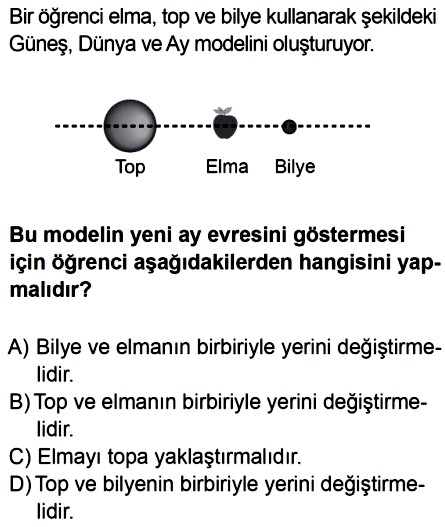 Bir öğrenci elma, top ve bilye kullanarak şekildeki
Güneş, Dünya ve Ay modelini oluşturuyor.
Top Elma Bilye
Bu modelin yeni ay evresini göstermesi
için öğrenci aşağıdakilerden hangisini yap-
malıdır?
A) Bilye ve elmanın birbiriyle yerini değiştirme-
lidir.
B) Top ve elmanın birbiriyle yerini değiştirme-
lidir.
C) Elmayı topa yaklaştırmalıdır.
D) Top ve bilyenin birbiriyle yerini değiştirme-
lidir.